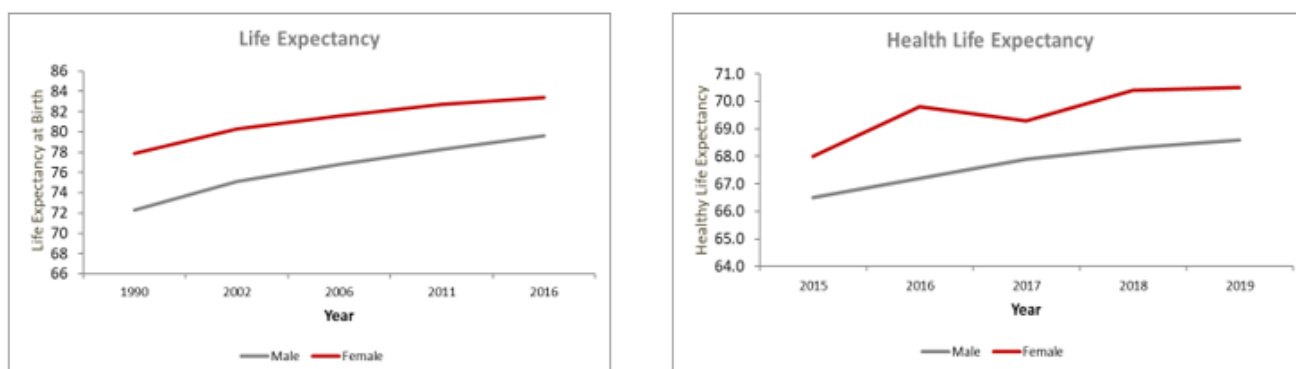 Life Expectancy
Life Expectancy at Birth
86
84
82
80
78
76
74
72
70
68
66
1990 2002 2006 2011 2016
Year
Male Female
Health Life Expectancy
Healthy Life Expectancy
71.0
70.0
69.0
68.0
67.0
66.0
65.0
64.0
2015 2016 2017 2018 2019
Year
Male Female